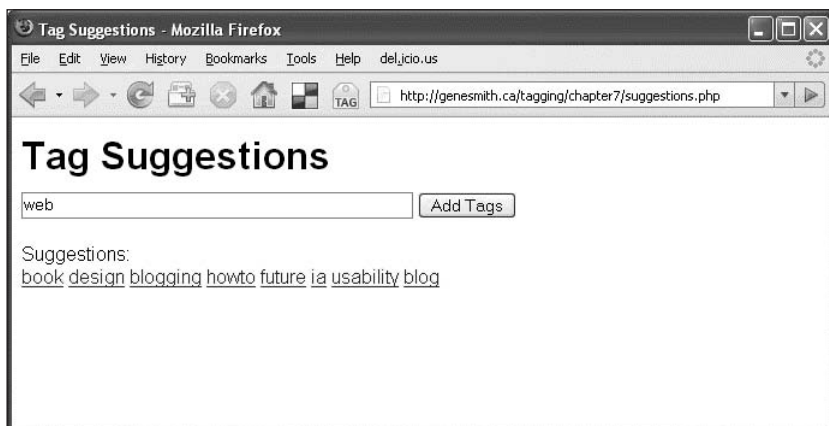 Tag Suggestions - Mozilla Firefox
File Edit View History Bookmarks Tools Help del.icio.us
TAG http://genesmith.ca/tagging/chapter7/suggestions.php
Tag Suggestions
web Add Tags
Suggestions:
book design blogging howto future ia usability blog